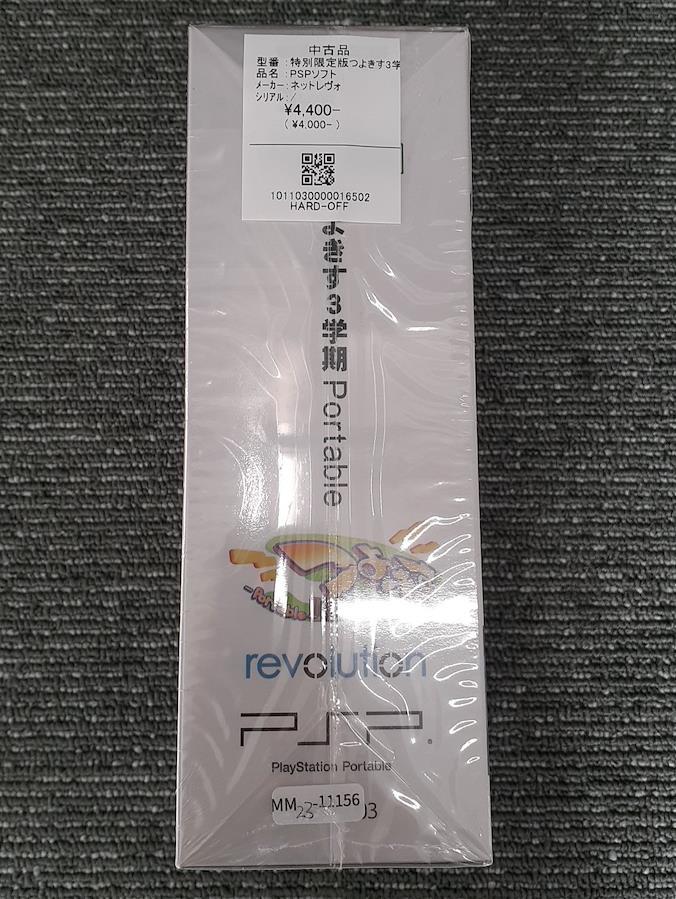 中古品
型番 :特別限定版つよきす3学
品名 :PSPソフト
メーカー:ネットレヴォ
シリアル:/
¥4,400-
(¥4,000-)
1011030000016502
HARD-OFF
よきす3学期 Portable
-Portable-
revolution
PSP®
PlayStation Portable
MM -11156
23 03